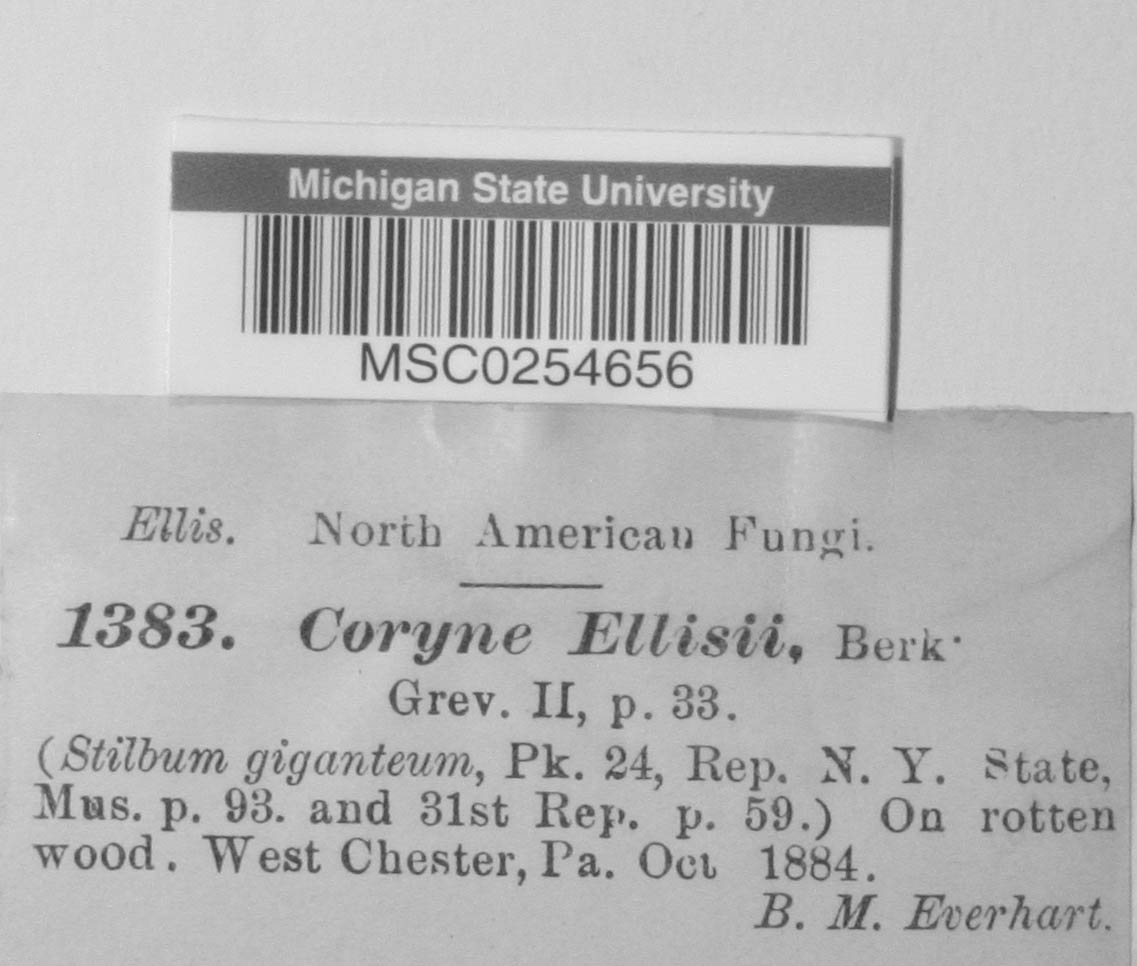 Michigan State University
MSC0254656
Ellis. North American Fungi.
1383. Coryne Ellisii, Berk.
Grev. II, p. 33.
(Stilbum giganteum, Pk. 24, Rep. N. Y. State,
Mus. p. 93. and 31st Rep. p. 59.) On rotten
wood. West Chester, Pa. Oct 1884.
B. M. Everhart.